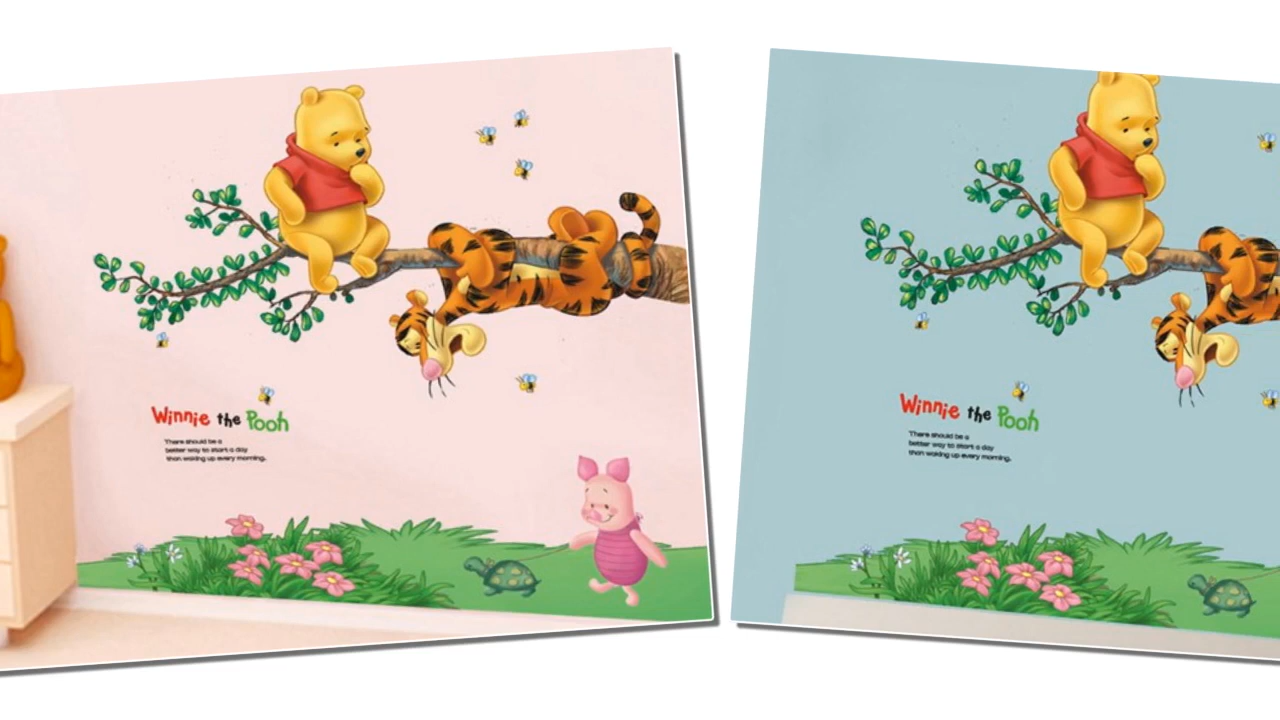 Winnie the Pooh
There should be a
better way to start a day
than waking up every morning.
Winnie the Pooh
There should be a
better way to start a day
than waking up every morning.